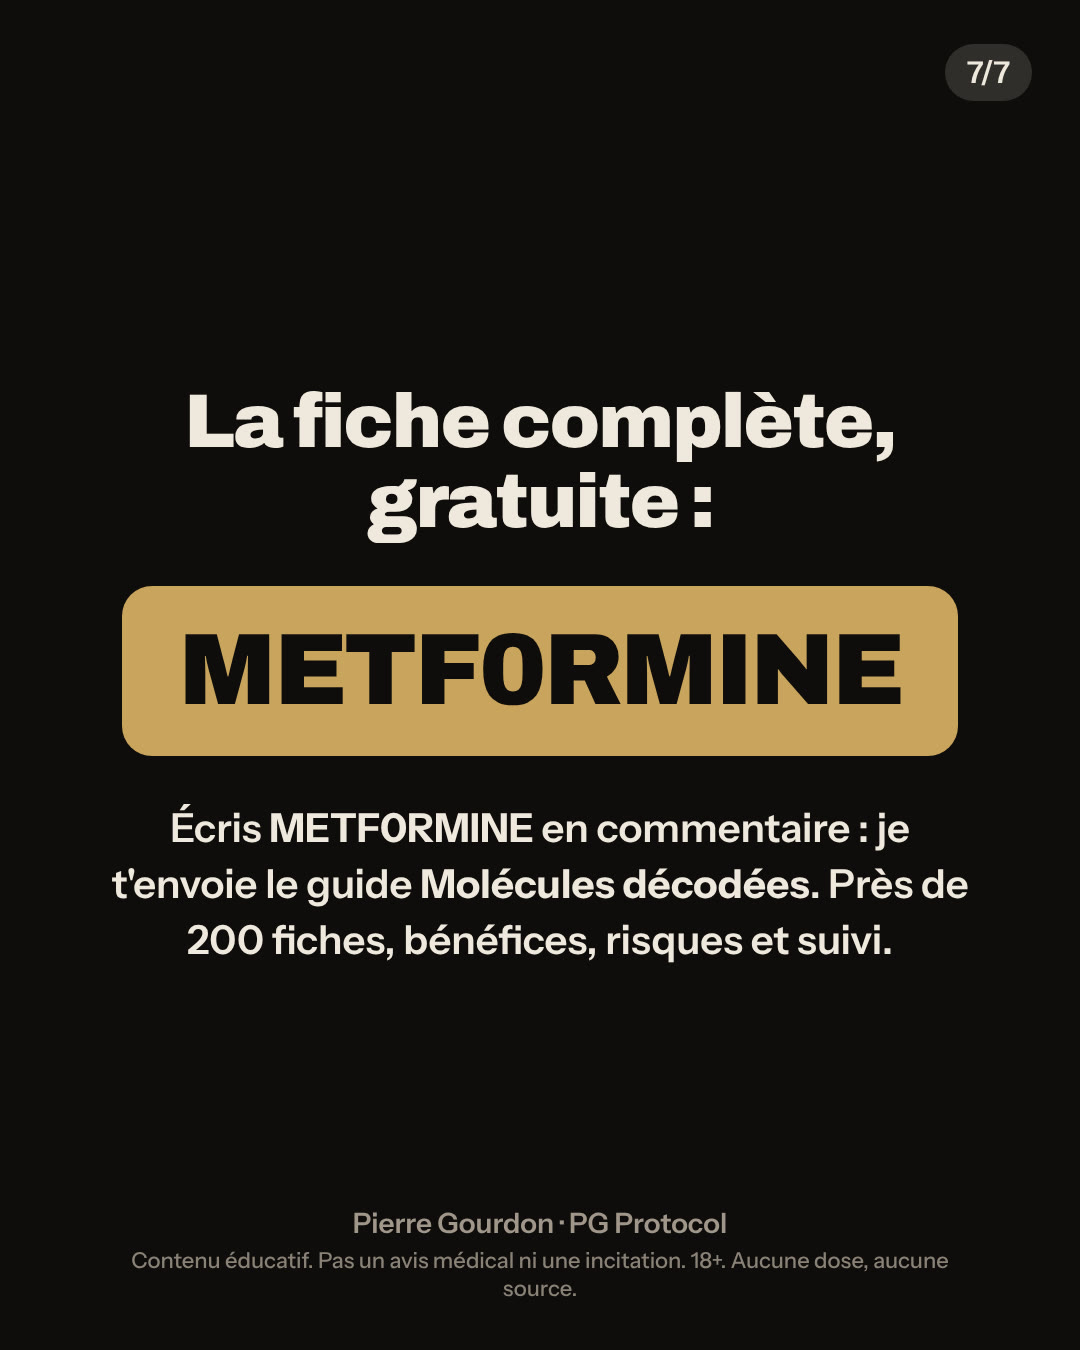 7/7
La fiche complète,
gratuite :
METF0RMINE
Écris METF0RMINE en commentaire : je
t'envoie le guide Molécules décodées. Près de
200 fiches, bénéfices, risques et suivi.
Pierre Gourdon · PG Protocol
Contenu éducatif. Pas un avis médical ni une incitation. 18+. Aucune dose, aucune
source.